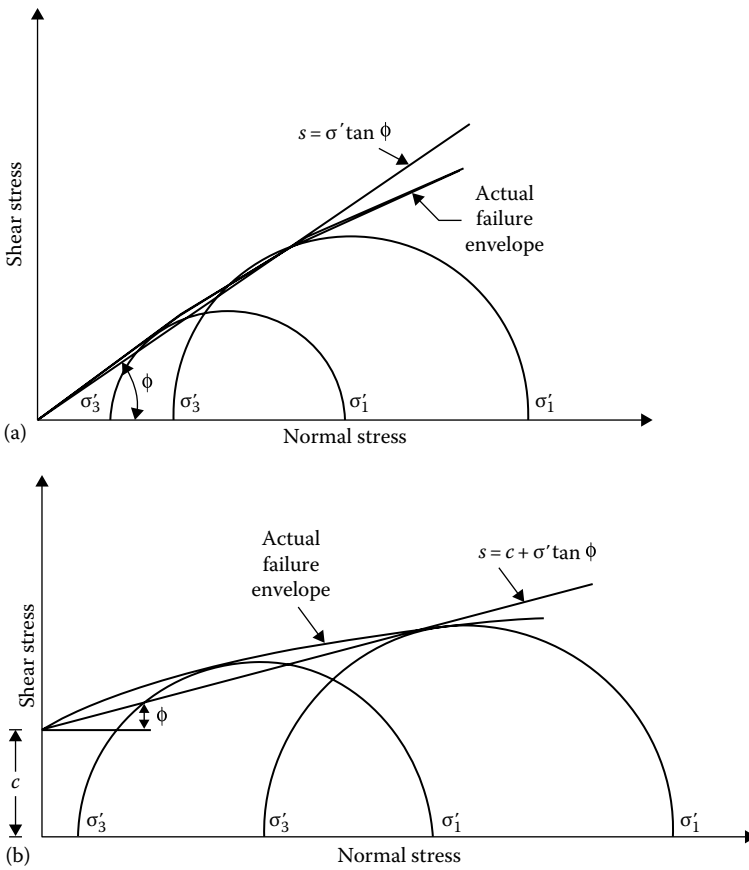 s = σ′ tan ϕ
Actual
failure
envelope
Shear stress
ϕ
σ′3
σ′3
σ′1
σ′1
(a)
Normal stress
Actual
failure
envelope
s = c + σ′ tan ϕ
Shear stress
ϕ
c
σ′3
σ′3
σ′1
σ′1
(b)
Normal stress